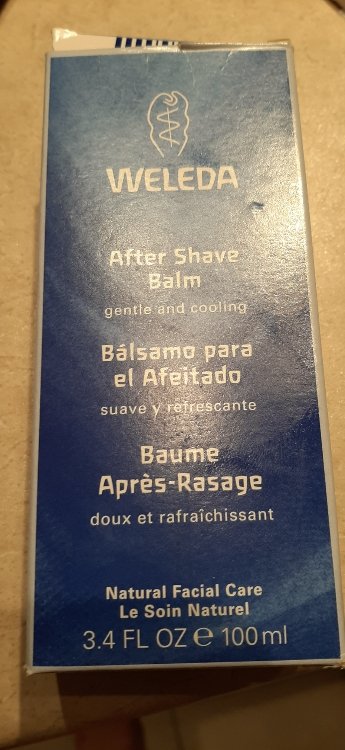 WELEDA
After Shave
Balm
gentle and cooling
Bálsamo para
el Afeitado
suave y refrescante
Baume
Après-Rasage
doux et rafraîchissant
Natural Facial Care
Le Soin Naturel
3.4 FL OZ ℮ 100 ml